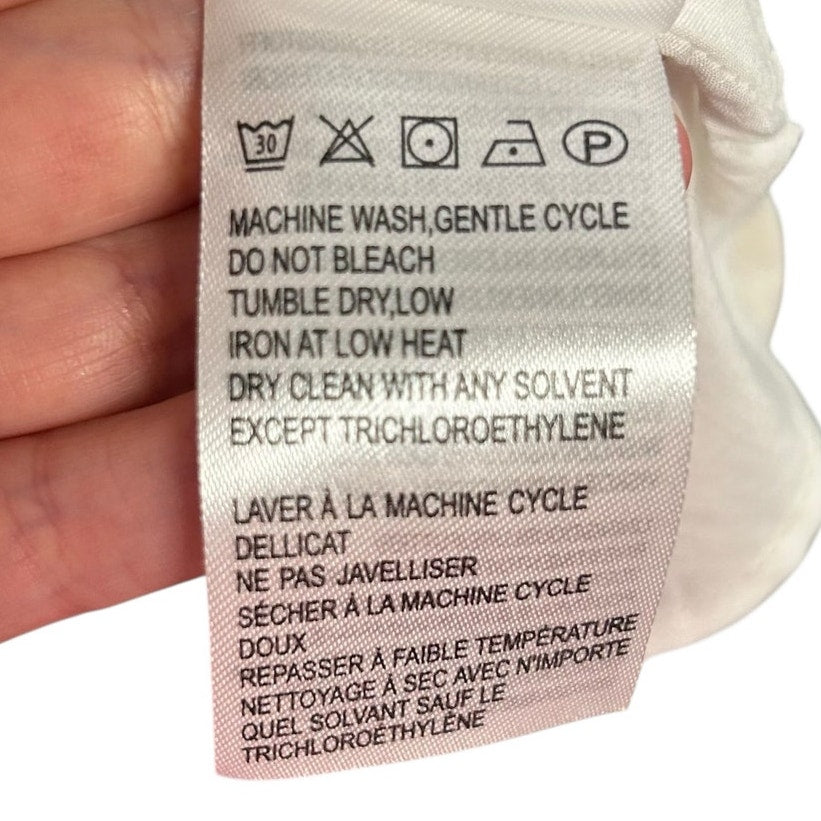 30 P
MACHINE WASH,GENTLE CYCLE
DO NOT BLEACH
TUMBLE DRY,LOW
IRON AT LOW HEAT
DRY CLEAN WITH ANY SOLVENT
EXCEPT TRICHLOROETHYLENE
LAVER À LA MACHINE CYCLE
DELLICAT
NE PAS JAVELLISER
SÉCHER À LA MACHINE CYCLE
DOUX
REPASSER À FAIBLE TEMPÉRATURE
NETTOYAGE À SEC AVEC N'IMPORTE
QUEL SOLVANT SAUF LE
TRICHLOROÉTHYLÈNE